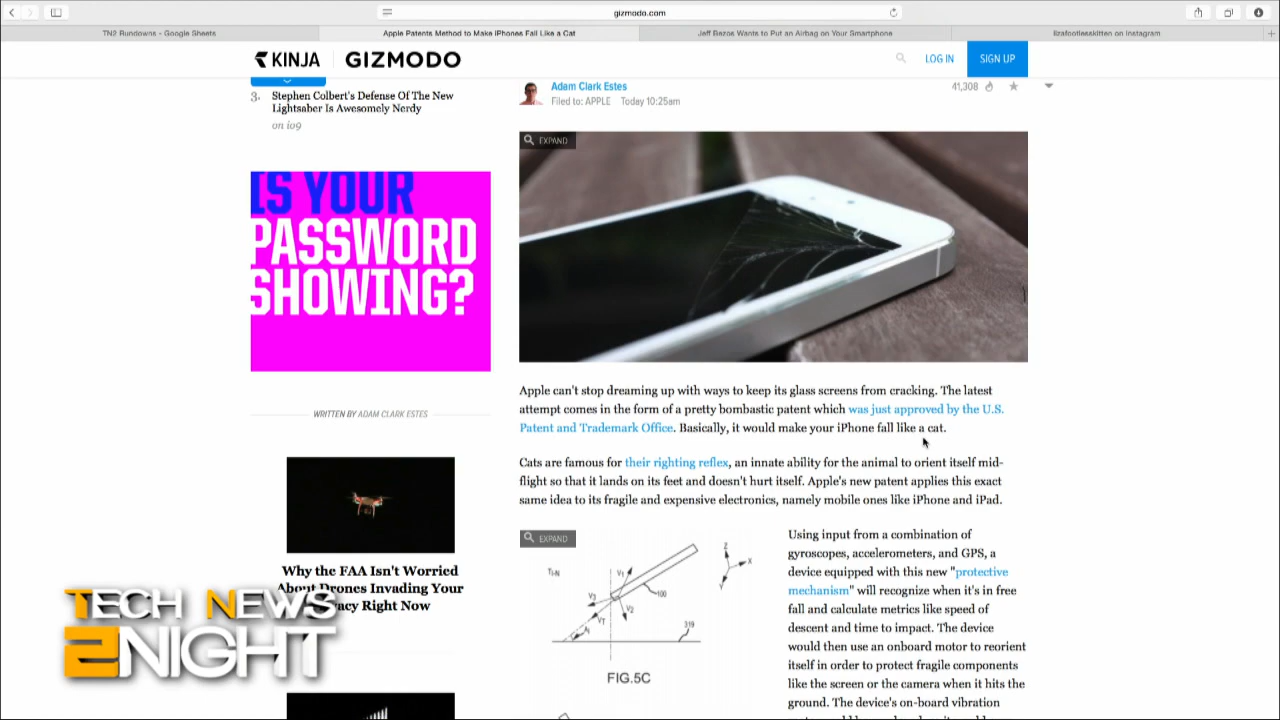 gizmodo.com
TN2 Rundowns - Google Sheets
Apple Patents Method to Make iPhones Fall Like a Cat
Jeff Bezos Wants to Put an Airbag on Your Smartphone
lizafootlesskitten on Instagram
KINJA
GIZMODO
LOG IN
SIGN UP
3. Stephen Colbert's Defense Of The New
Lightsaber Is Awesomely Nerdy
on io9
Adam Clark Estes
Filed to: APPLE Today 10:25am
41,308
EXPAND
IS YOUR
PASSWORD
SHOWING?
WRITTEN BY ADAM CLARK ESTES
Why the FAA Isn't Worried
About Drones Invading Your
acy Right Now
Apple can't stop dreaming up with ways to keep its glass screens from cracking. The latest
attempt comes in the form of a pretty bombastic patent which was just approved by the U.S.
Patent and Trademark Office. Basically, it would make your iPhone fall like a cat.
Cats are famous for their righting reflex, an innate ability for the animal to orient itself mid-
flight so that it lands on its feet and doesn't hurt itself. Apple's new patent applies this exact
same idea to its fragile and expensive electronics, namely mobile ones like iPhone and iPad.
EXPAND
Z
X
Y
V1
V3
V2
VT
100
319
FIG.5C
Using input from a combination of
gyroscopes, accelerometers, and GPS, a
device equipped with this new "protective
mechanism" will recognize when it's in free
fall and calculate metrics like speed of
descent and time to impact. The device
would then use an onboard motor to reorient
itself in order to protect fragile components
like the screen or the camera when it hits the
ground. The device's on-board vibration
TECH NEWS
2NIGHT